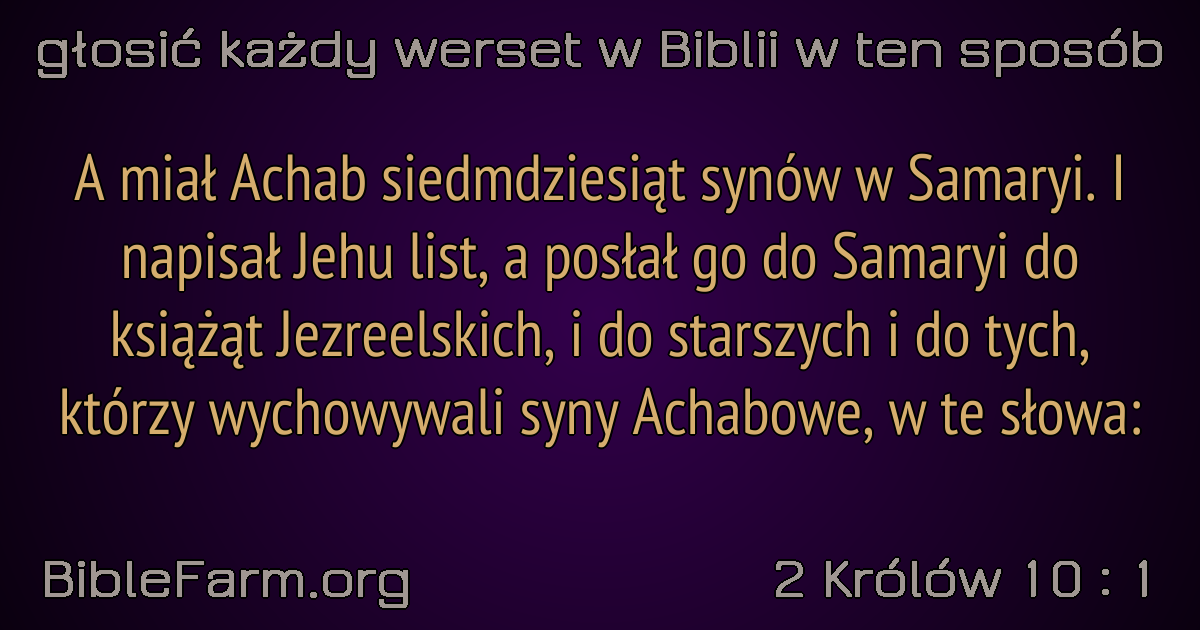 głosić każdy werset w Biblii w ten sposób
A miał Achab siedmdziesiąt synów w Samaryi. I
napisał Jehu list, a posłał go do Samaryi do
książąt Jezreelskich, i do starszych i do tych,
którzy wychowywali syny Achabowe, w te słowa:
BibleFarm.org
2 Królów 10 : 1